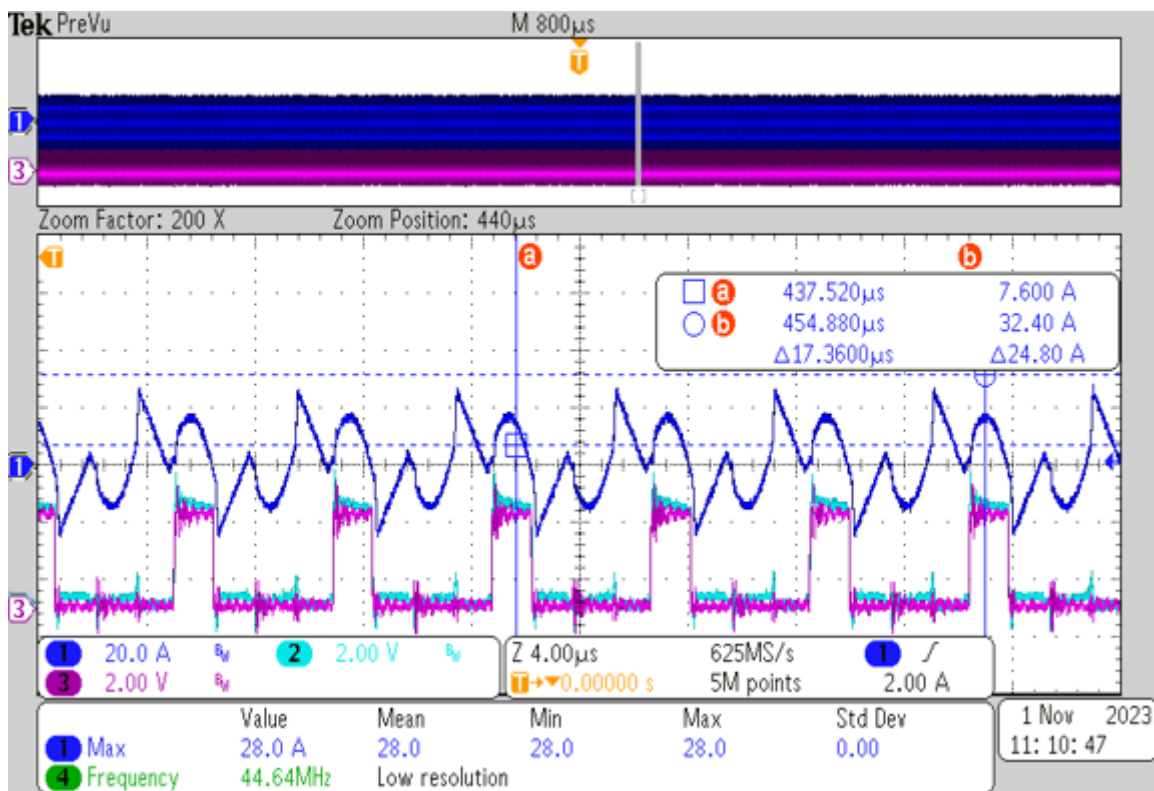 Tek PreVu M 800µs
T
1
3
Zoom Factor: 200 X Zoom Position: 440µs
T a b
a 437.520µs 7.600 A
b 454.880µs 32.40 A
Δ17.3600µs Δ24.80 A
1
3
1 20.0 A BW 2 2.00 V BW Z 4.00µs 625MS/s 1
3 2.00 V BW T→▼0.00000 s 5M points 2.00 A
Value Mean Min Max Std Dev
1 Max 28.0 A 28.0 28.0 28.0 0.00
4 Frequency 44.64MHz Low resolution
1 Nov 2023
11: 10: 47